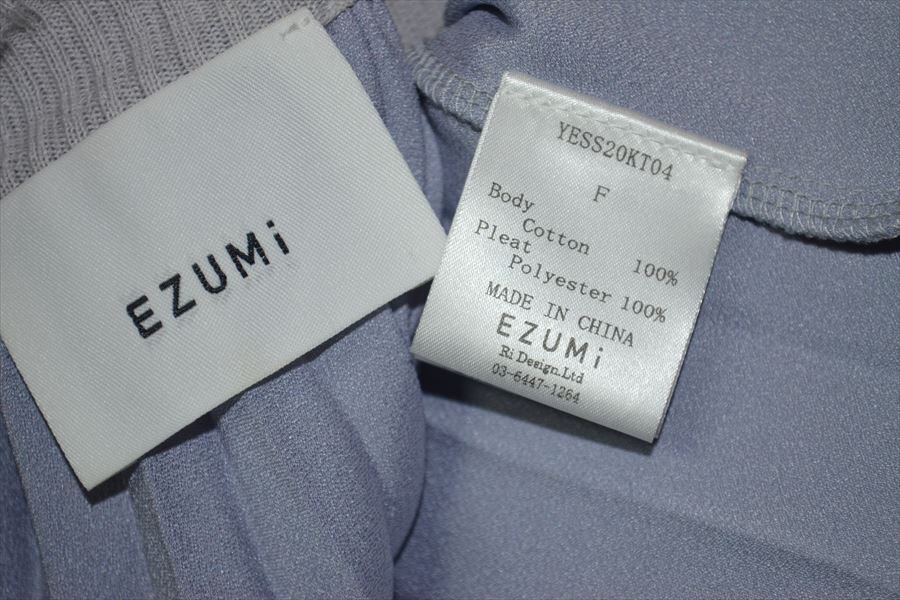 EZUMi
YESS20KT04
F
Body
Cotton 100%
Pleat
Polyester 100%
MADE IN CHINA
EZUMi
Ri Design.Ltd
03-6447-1264